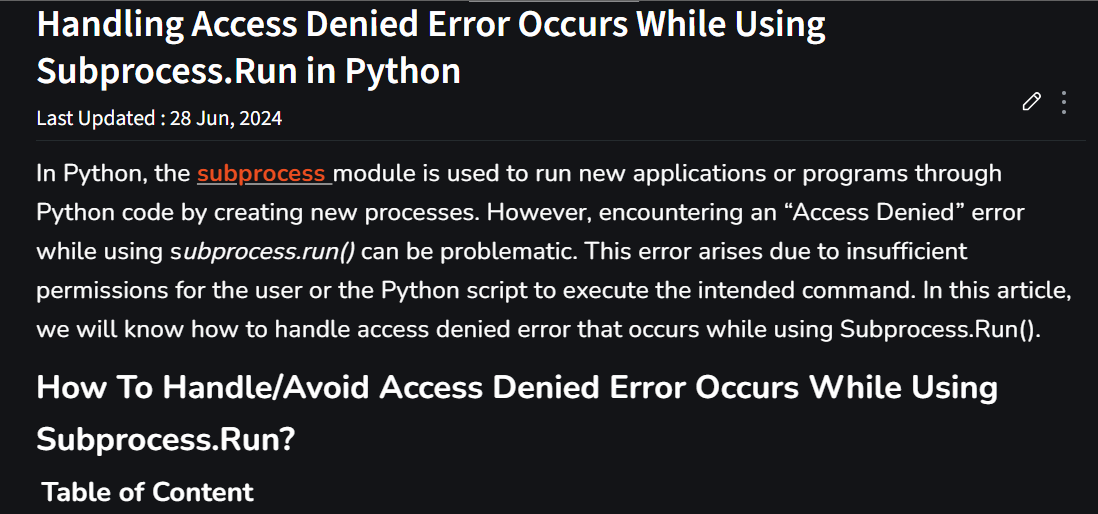 Handling Access Denied Error Occurs While Using
Subprocess.Run in Python
Last Updated : 28 Jun, 2024
In Python, the subprocess module is used to run new applications or programs through
Python code by creating new processes. However, encountering an “Access Denied” error
while using subprocess.run() can be problematic. This error arises due to insufficient
permissions for the user or the Python script to execute the intended command. In this article,
we will know how to handle access denied error that occurs while using Subprocess.Run().
How To Handle/Avoid Access Denied Error Occurs While Using
Subprocess.Run?
Table of Content